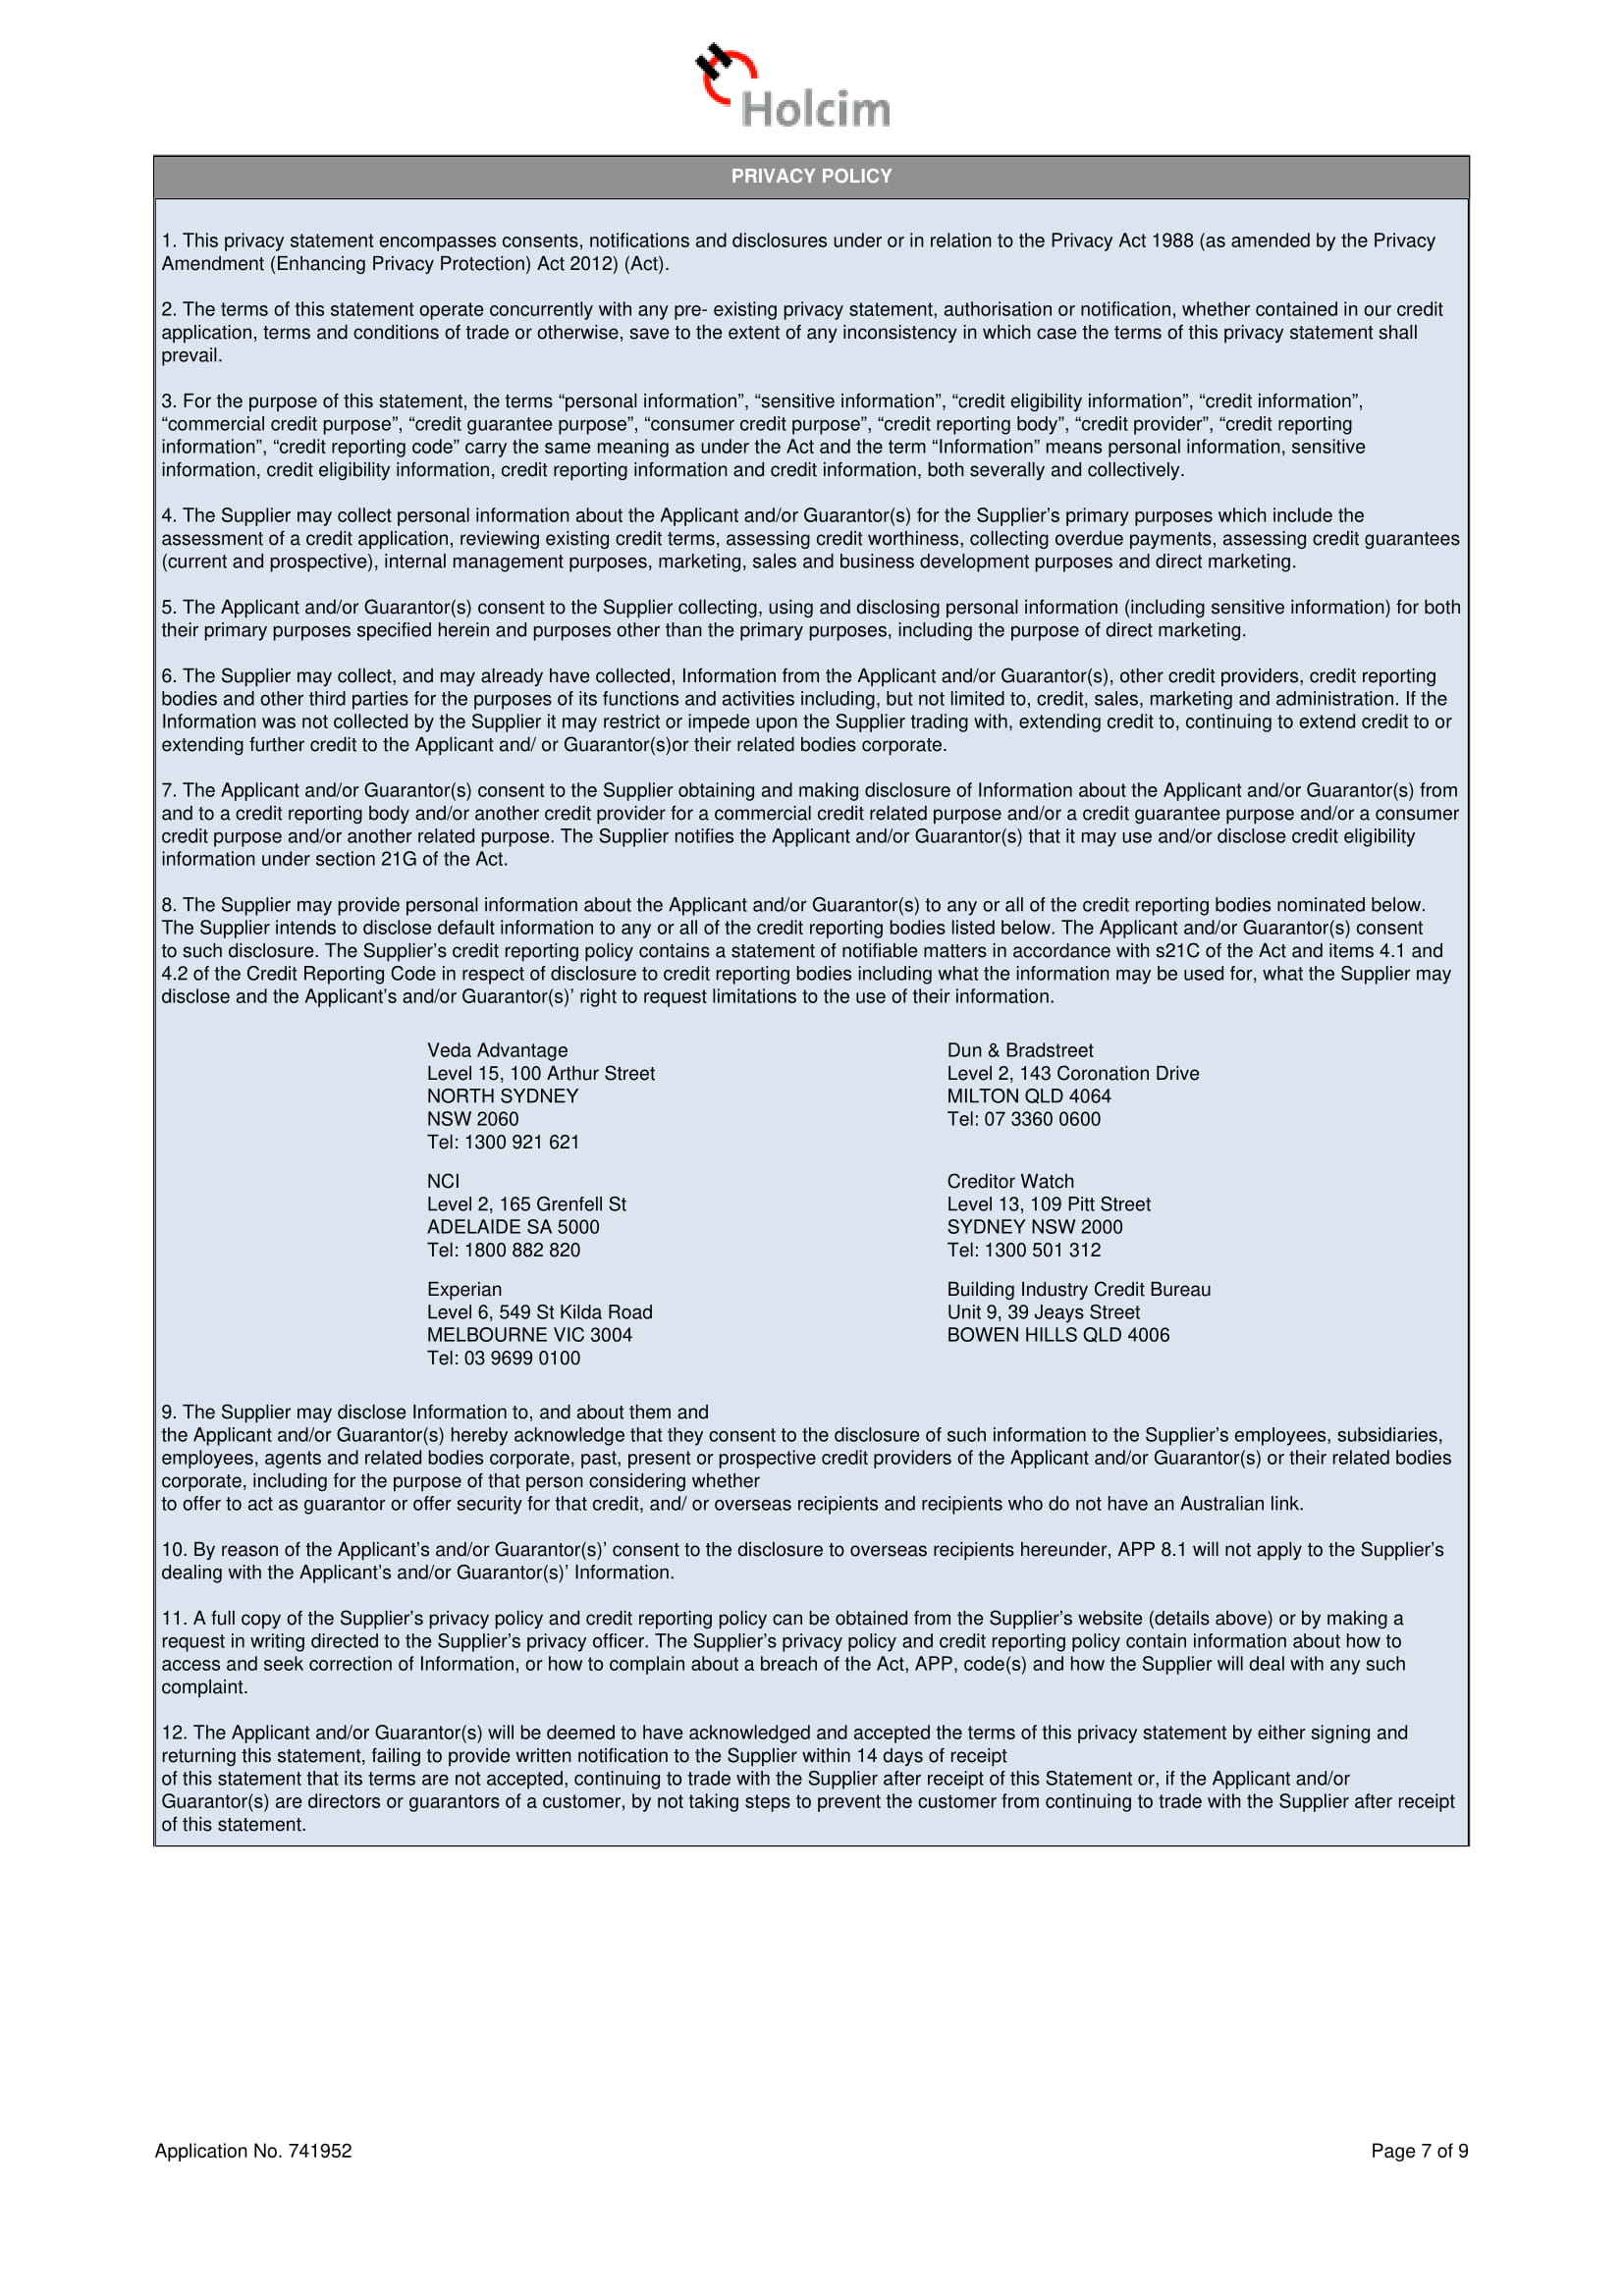 Holcim
PRIVACY POLICY
1. This privacy statement encompasses consents, notifications and disclosures under or in relation to the Privacy Act 1988 (as amended by the Privacy
Amendment (Enhancing Privacy Protection) Act 2012) (Act).
2. The terms of this statement operate concurrently with any pre- existing privacy statement, authorisation or notification, whether contained in our credit
application, terms and conditions of trade or otherwise, save to the extent of any inconsistency in which case the terms of this privacy statement shall
prevail.
3. For the purpose of this statement, the terms “personal information”, “sensitive information”, “credit eligibility information”, “credit information”,
“commercial credit purpose”, “credit guarantee purpose”, “consumer credit purpose”, “credit reporting body”, “credit provider”, “credit reporting
information”, “credit reporting code” carry the same meaning as under the Act and the term “Information” means personal information, sensitive
information, credit eligibility information, credit reporting information and credit information, both severally and collectively.
4. The Supplier may collect personal information about the Applicant and/or Guarantor(s) for the Supplier’s primary purposes which include the
assessment of a credit application, reviewing existing credit terms, assessing credit worthiness, collecting overdue payments, assessing credit guarantees
(current and prospective), internal management purposes, marketing, sales and business development purposes and direct marketing.
5. The Applicant and/or Guarantor(s) consent to the Supplier collecting, using and disclosing personal information (including sensitive information) for both
their primary purposes specified herein and purposes other than the primary purposes, including the purpose of direct marketing.
6. The Supplier may collect, and may already have collected, Information from the Applicant and/or Guarantor(s), other credit providers, credit reporting
bodies and other third parties for the purposes of its functions and activities including, but not limited to, credit, sales, marketing and administration. If the
Information was not collected by the Supplier it may restrict or impede upon the Supplier trading with, extending credit to, continuing to extend credit to or
extending further credit to the Applicant and/ or Guarantor(s)or their related bodies corporate.
7. The Applicant and/or Guarantor(s) consent to the Supplier obtaining and making disclosure of Information about the Applicant and/or Guarantor(s) from
and to a credit reporting body and/or another credit provider for a commercial credit related purpose and/or a credit guarantee purpose and/or a consumer
credit purpose and/or another related purpose. The Supplier notifies the Applicant and/or Guarantor(s) that it may use and/or disclose credit eligibility
information under section 21G of the Act.
8. The Supplier may provide personal information about the Applicant and/or Guarantor(s) to any or all of the credit reporting bodies nominated below.
The Supplier intends to disclose default information to any or all of the credit reporting bodies listed below. The Applicant and/or Guarantor(s) consent
to such disclosure. The Supplier’s credit reporting policy contains a statement of notifiable matters in accordance with s21C of the Act and items 4.1 and
4.2 of the Credit Reporting Code in respect of disclosure to credit reporting bodies including what the information may be used for, what the Supplier may
disclose and the Applicant’s and/or Guarantor(s)’ right to request limitations to the use of their information.
Veda Advantage
Level 15, 100 Arthur Street
NORTH SYDNEY
NSW 2060
Tel: 1300 921 621
Dun & Bradstreet
Level 2, 143 Coronation Drive
MILTON QLD 4064
Tel: 07 3360 0600
NCI
Level 2, 165 Grenfell St
ADELAIDE SA 5000
Tel: 1800 882 820
Creditor Watch
Level 13, 109 Pitt Street
SYDNEY NSW 2000
Tel: 1300 501 312
Experian
Level 6, 549 St Kilda Road
MELBOURNE VIC 3004
Tel: 03 9699 0100
Building Industry Credit Bureau
Unit 9, 39 Jeays Street
BOWEN HILLS QLD 4006
9. The Supplier may disclose Information to, and about them and
the Applicant and/or Guarantor(s) hereby acknowledge that they consent to the disclosure of such information to the Supplier’s employees, subsidiaries,
employees, agents and related bodies corporate, past, present or prospective credit providers of the Applicant and/or Guarantor(s) or their related bodies
corporate, including for the purpose of that person considering whether
to offer to act as guarantor or offer security for that credit, and/ or overseas recipients and recipients who do not have an Australian link.
10. By reason of the Applicant’s and/or Guarantor(s)’ consent to the disclosure to overseas recipients hereunder, APP 8.1 will not apply to the Supplier’s
dealing with the Applicant’s and/or Guarantor(s)’ Information.
11. A full copy of the Supplier’s privacy policy and credit reporting policy can be obtained from the Supplier’s website (details above) or by making a
request in writing directed to the Supplier’s privacy officer. The Supplier’s privacy policy and credit reporting policy contain information about how to
access and seek correction of Information, or how to complain about a breach of the Act, APP, code(s) and how the Supplier will deal with any such
complaint.
12. The Applicant and/or Guarantor(s) will be deemed to have acknowledged and accepted the terms of this privacy statement by either signing and
returning this statement, failing to provide written notification to the Supplier within 14 days of receipt
of this statement that its terms are not accepted, continuing to trade with the Supplier after receipt of this Statement or, if the Applicant and/or
Guarantor(s) are directors or guarantors of a customer, by not taking steps to prevent the customer from continuing to trade with the Supplier after receipt
of this statement.
Application No. 741952
Page 7 of 9